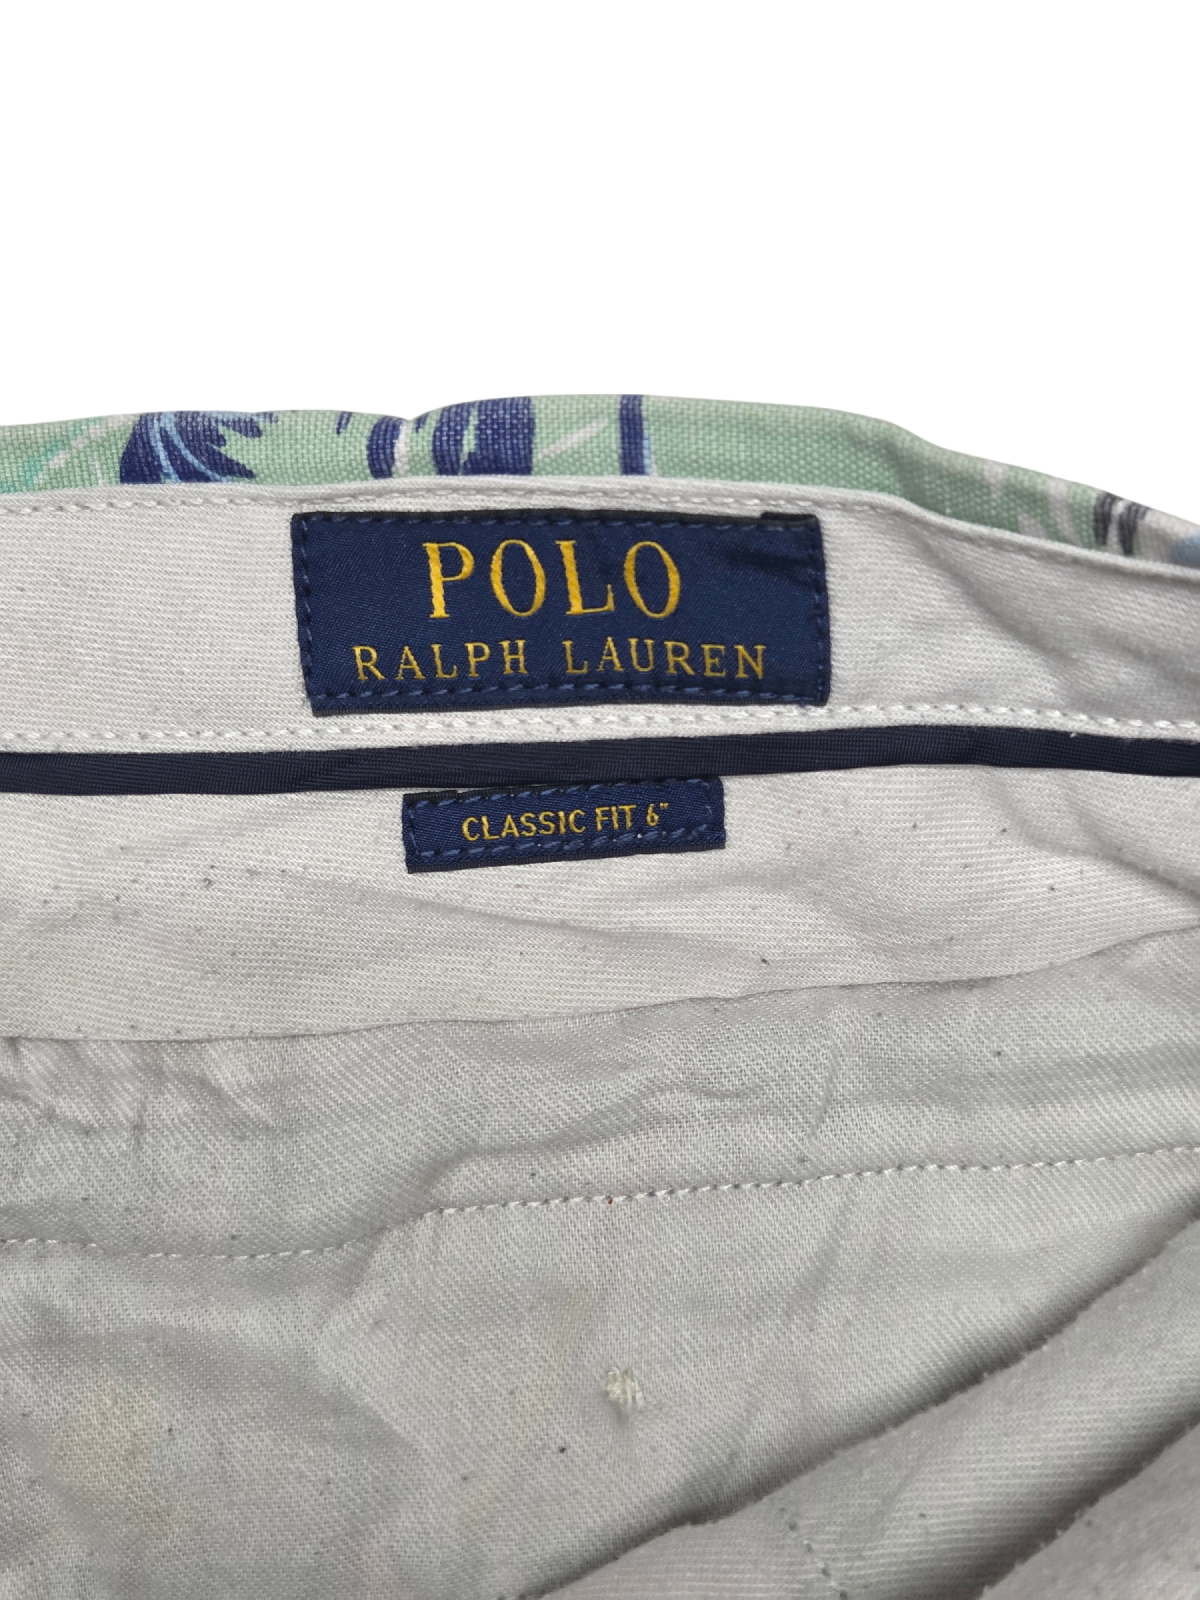 POLO
RALPH LAUREN
CLASSIC FIT 6"